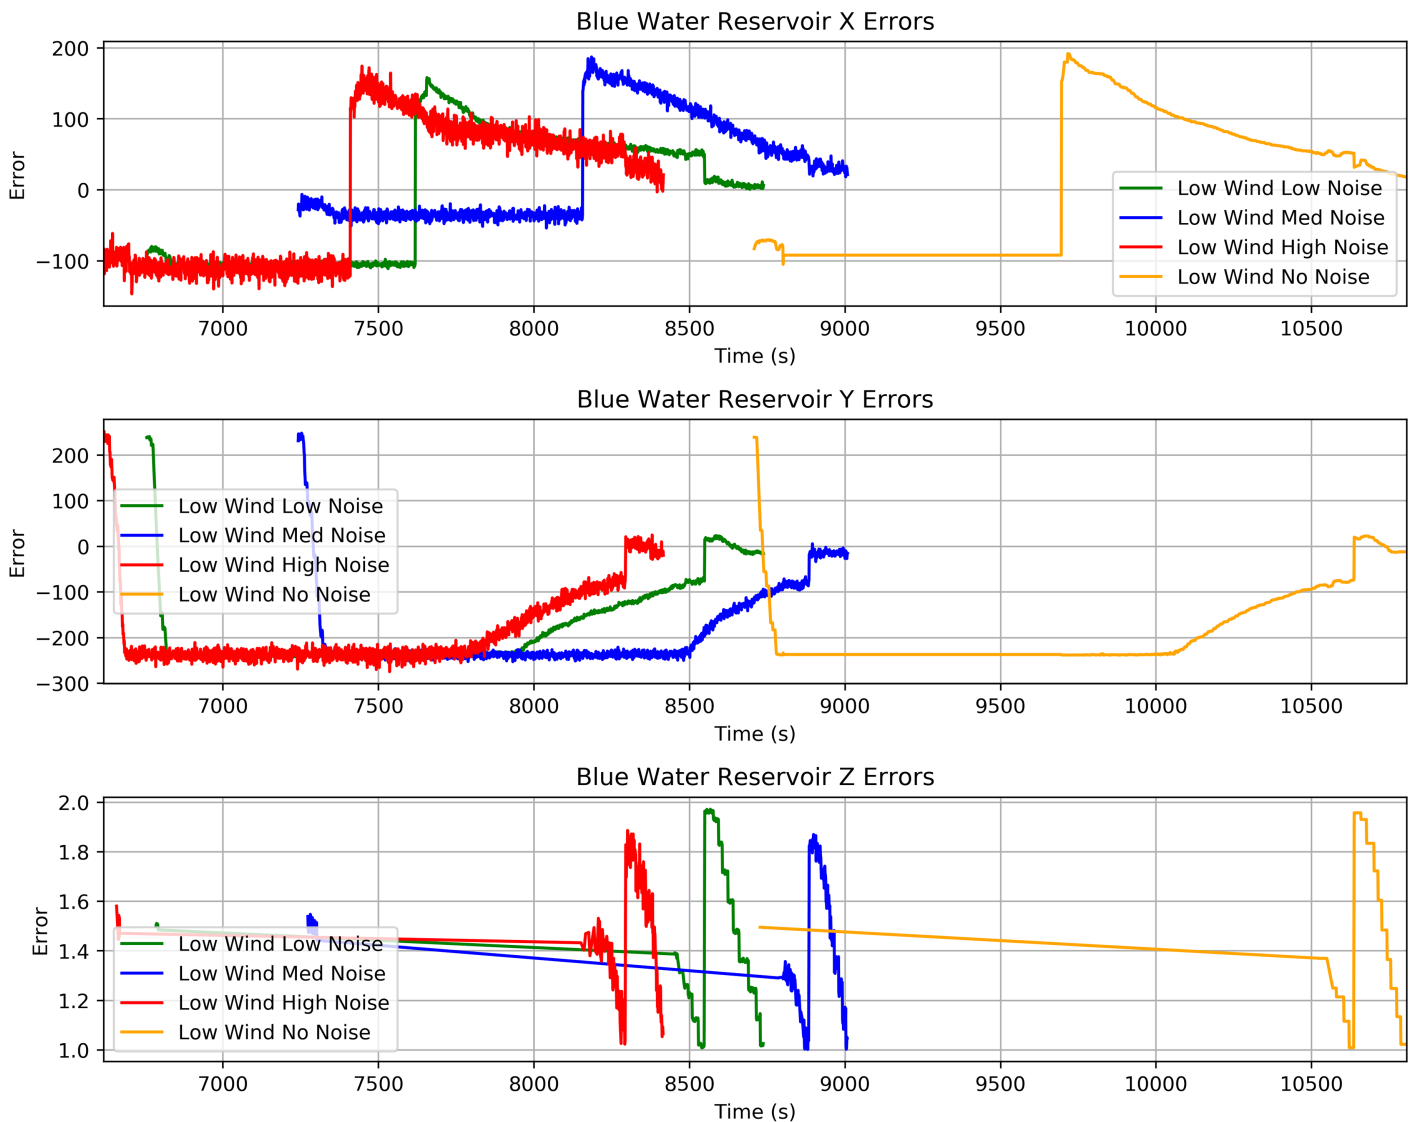 Blue Water Reservoir X Errors
200
100
0
−100
Error
7000 7500 8000 8500 9000 9500 10000 10500
Time (s)
Low Wind Low Noise
Low Wind Med Noise
Low Wind High Noise
Low Wind No Noise
Blue Water Reservoir Y Errors
200
100
0
−100
−200
−300
Error
7000 7500 8000 8500 9000 9500 10000 10500
Time (s)
Low Wind Low Noise
Low Wind Med Noise
Low Wind High Noise
Low Wind No Noise
Blue Water Reservoir Z Errors
2.0
1.8
1.6
1.4
1.2
1.0
Error
7000 7500 8000 8500 9000 9500 10000 10500
Time (s)
Low Wind Low Noise
Low Wind Med Noise
Low Wind High Noise
Low Wind No Noise